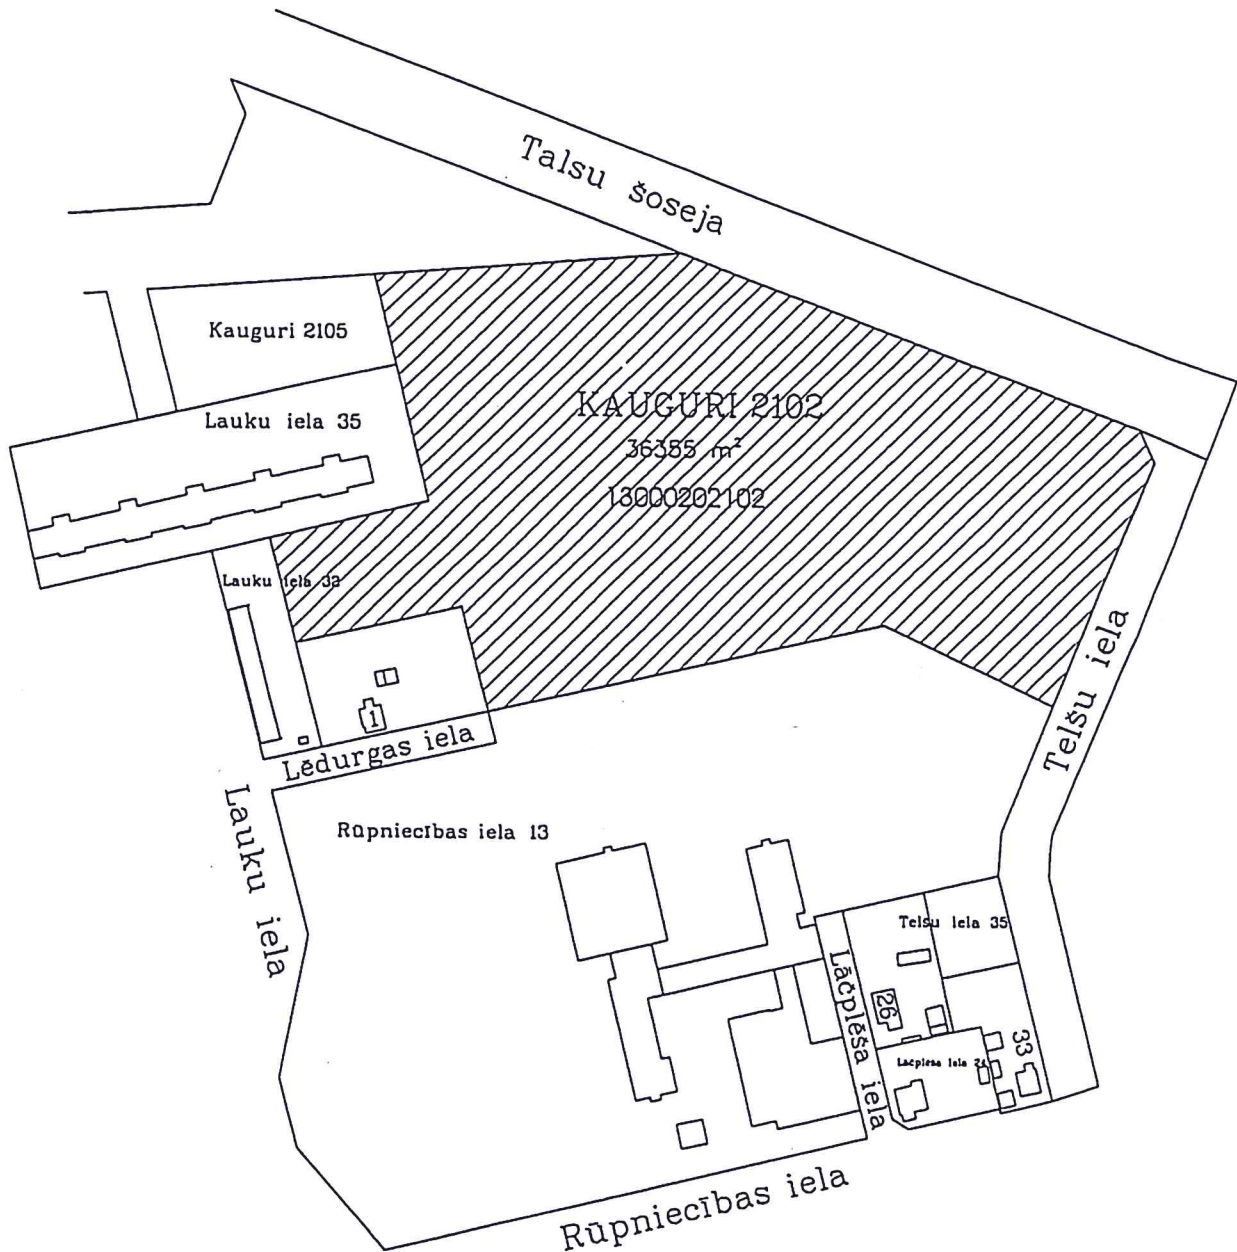 Talsu šoseja
Kauguri 2105
Lauku iela 35
KAUGURI 2102
36355 m²
13000202102
Lauku iela 32
1
Lēdurgas iela
Telšu iela
Lauku iela
Rūpniecības iela 13
Telšu iela 35
Lāčplēša iela
26
33
Lāčplēša iela 24
Rūpniecības iela